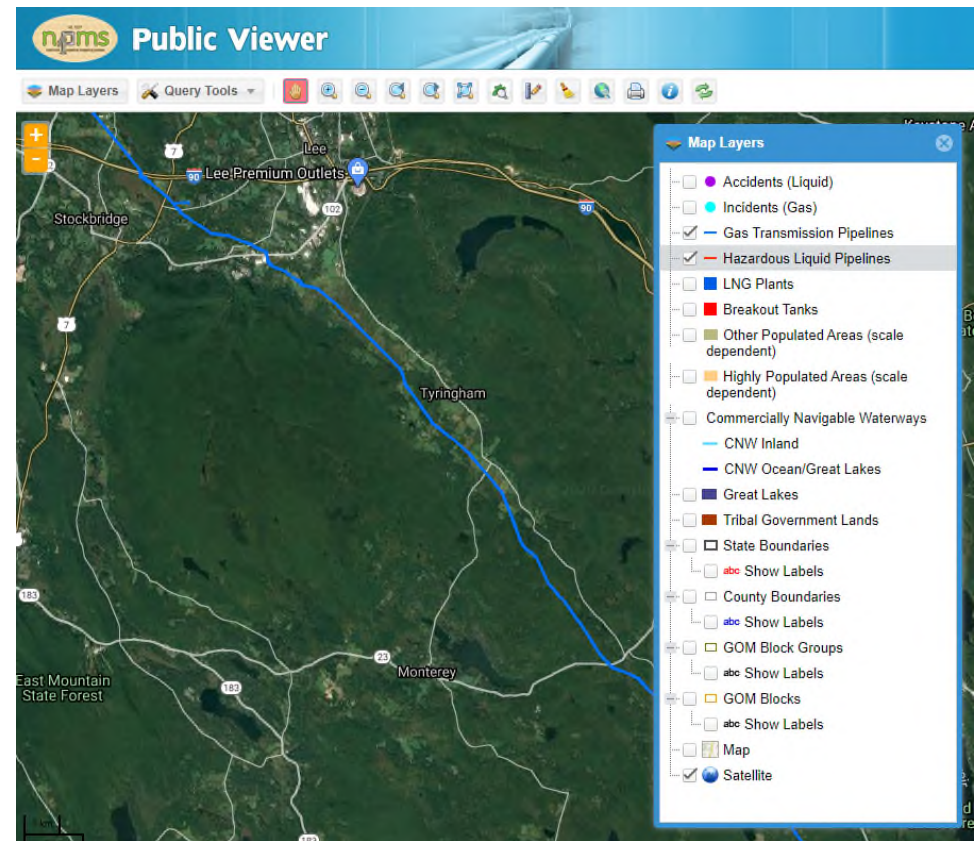 npms Public Viewer
Map Layers Query Tools
Map Layers
Accidents (Liquid)
Incidents (Gas)
Gas Transmission Pipelines
Hazardous Liquid Pipelines
LNG Plants
Breakout Tanks
Other Populated Areas (scale
dependent)
Highly Populated Areas (scale
dependent)
Commercially Navigable Waterways
CNW Inland
CNW Ocean/Great Lakes
Great Lakes
Tribal Government Lands
State Boundaries
abc Show Labels
County Boundaries
abc Show Labels
GOM Block Groups
abc Show Labels
GOM Blocks
abc Show Labels
Map
Satellite
7
Lee
90 Lee Premium Outlets
102
90
Stockbridge
7
Tyringham
183
23
Monterey
East Mountain
State Forest
183
1 km
183